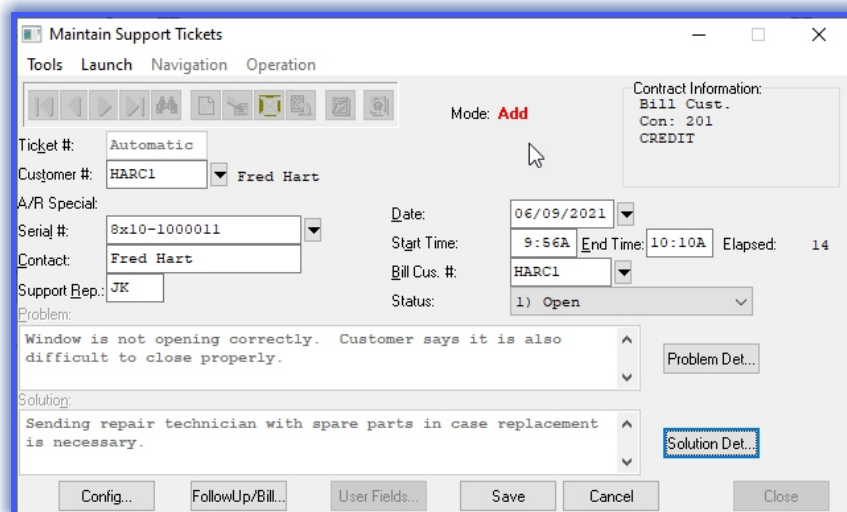 Maintain Support Tickets
Tools Launch Navigation Operation
Mode: Add
Contract Information:
Bill Cust.
Con: 201
CREDIT
Ticket #: Automatic
Customer #: HARC1 Fred Hart
A/R Special:
Serial #: 8x10-1000011
Contact: Fred Hart
Support Rep.: JK
Date: 06/09/2021
Start Time: 9:56A End Time: 10:10A Elapsed: 14
Bill Cus. #: HARC1
Status: 1) Open
Problem:
Window is not opening correctly. Customer says it is also
difficult to close properly.
Problem Det...
Solution:
Sending repair technician with spare parts in case replacement
is necessary.
Solution Det...
Config... FollowUp/Bill... User Fields... Save Cancel Close